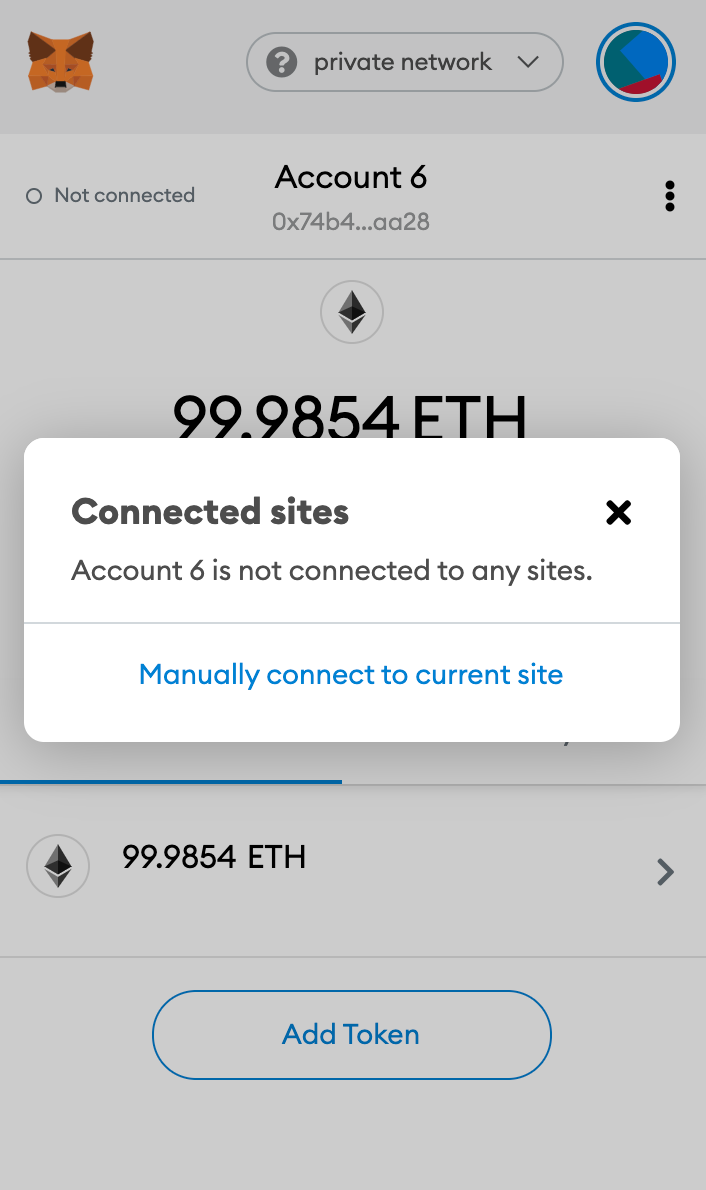 ? private network
Account 6
Not connected
0x74b4...aa28
99.9854 ETH
Connected sites
Account 6 is not connected to any sites.
Manually connect to current site
99.9854 ETH
Add Token